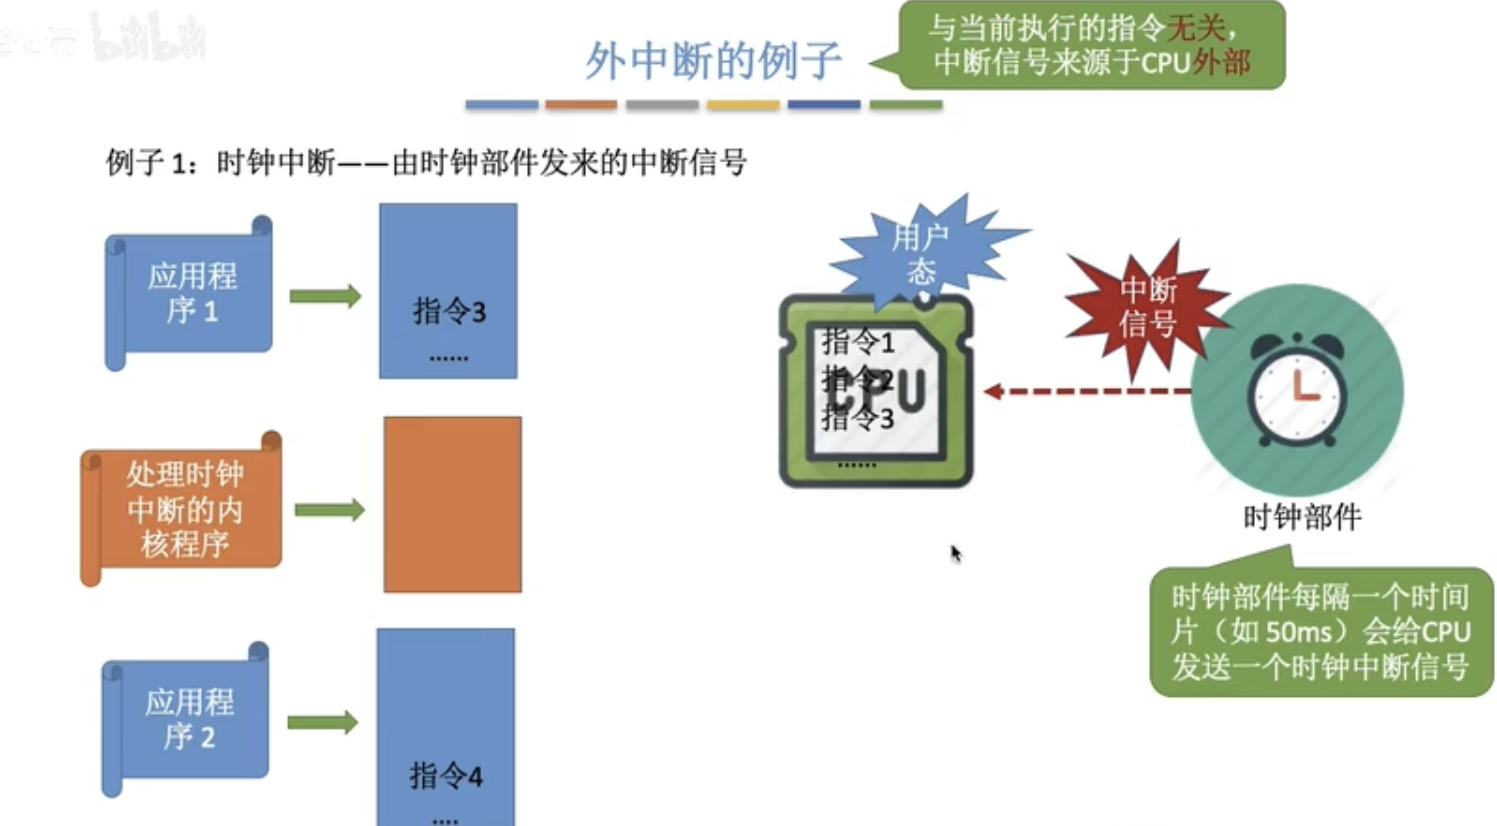 bilibili
外中断的例子
与当前执行的指令无关，
中断信号来源于CPU外部
例子 1：时钟中断——由时钟部件发来的中断信号
应用程
序 1
指令3
......
用户
态
中断
信号
指令1
指令2
指令3
......
CPU
处理时钟
中断的内
核程序
时钟部件
时钟部件每隔一个时间
片（如 50ms）会给CPU
发送一个时钟中断信号
应用程
序 2
指令4
....